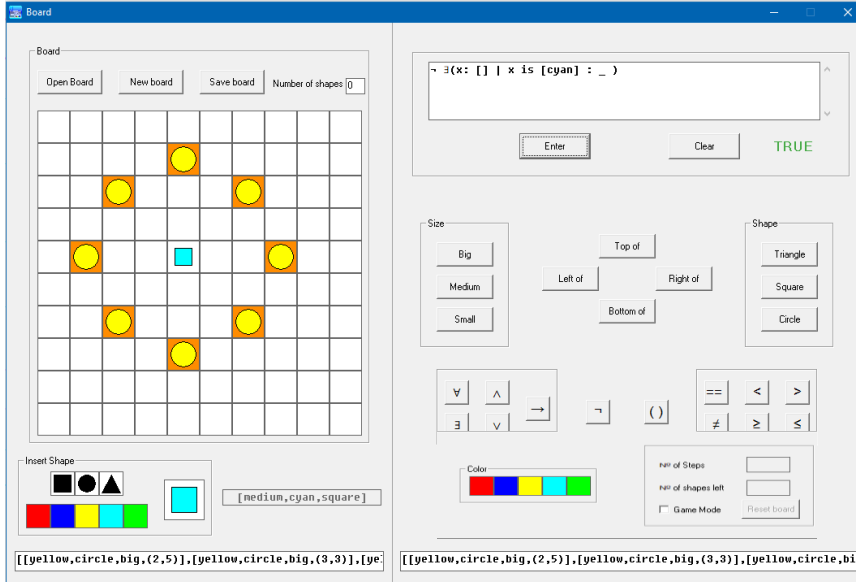 Board
Board
Open Board
New board
Save board
Number of shapes 0
¬ ∃(x: [] | x is [cyan] : _ )
Enter
Clear
TRUE
Size
Big
Medium
Small
Top of
Left of
Right of
Bottom of
Shape
Triangle
Square
Circle
∀ ∧ → ¬ () == < >
∃ ∨ ≠ ≥ ≤
Insert Shape
[medium,cyan,square]
Color
Nº of Steps
Nº of shapes left
Game Mode
Reset board
[[yellow,circle,big,(2,5)],[yellow,circle,big,(3,3)],[ye
[[yellow,circle,big,(2,5)],[yellow,circle,big,(3,3)],[yellow,circle,bi